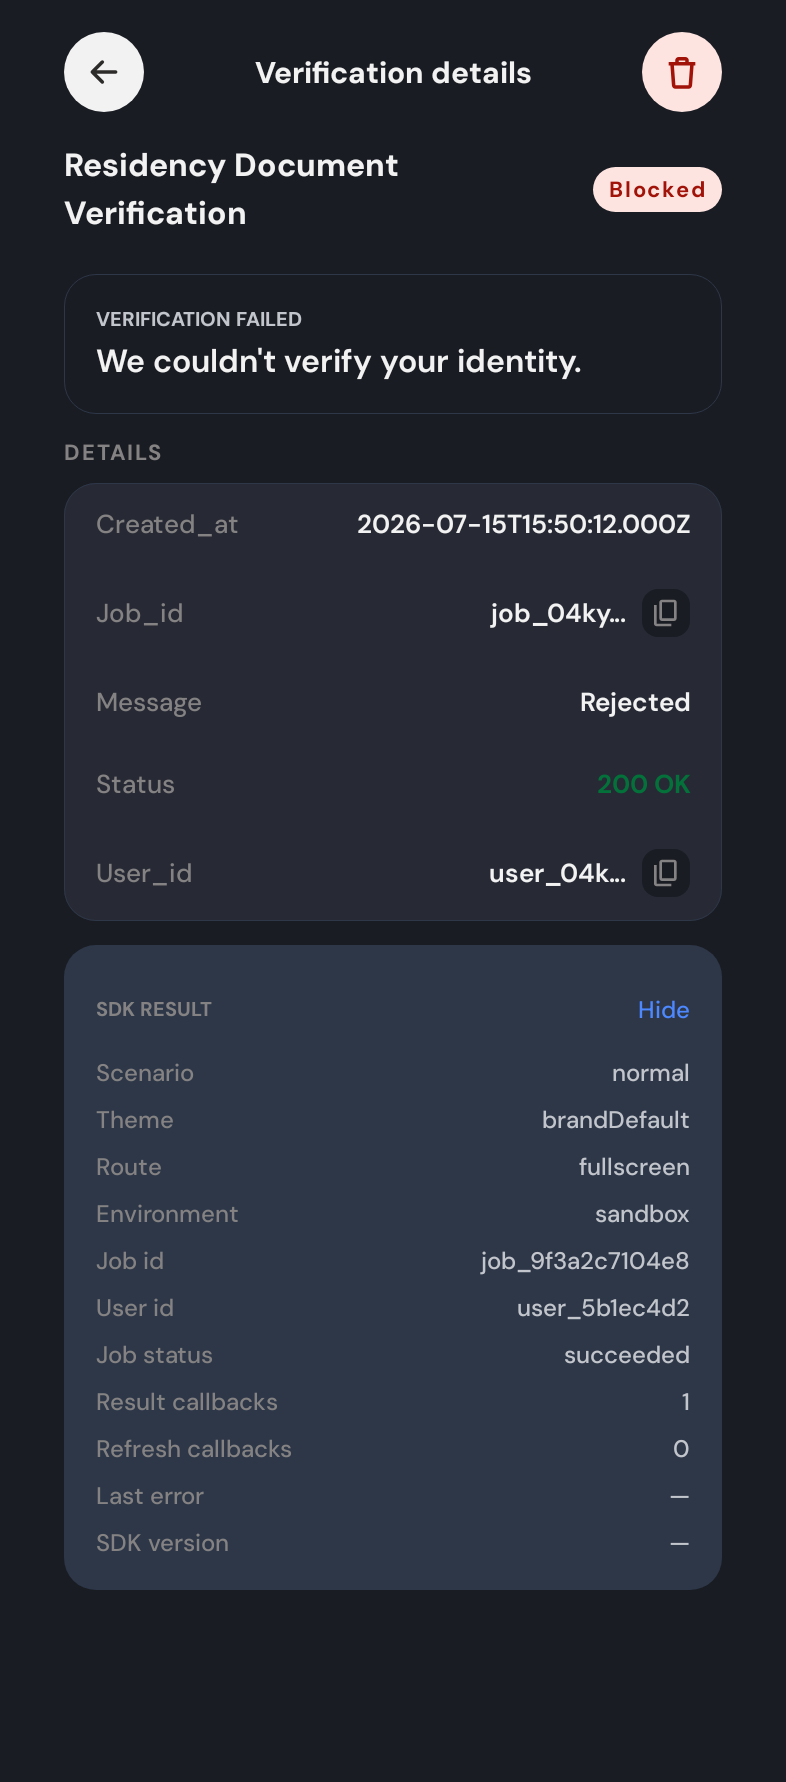 Verification details
Residency Document
Verification
Blocked
VERIFICATION FAILED
We couldn't verify your identity.
DETAILS
Created_at 2026-07-15T15:50:12.000Z
Job_id job_04ky...
Message Rejected
Status 200 OK
User_id user_04k...
SDK RESULT Hide
Scenario normal
Theme brandDefault
Route fullscreen
Environment sandbox
Job id job_9f3a2c7104e8
User id user_5b1ec4d2
Job status succeeded
Result callbacks 1
Refresh callbacks 0
Last error —
SDK version —